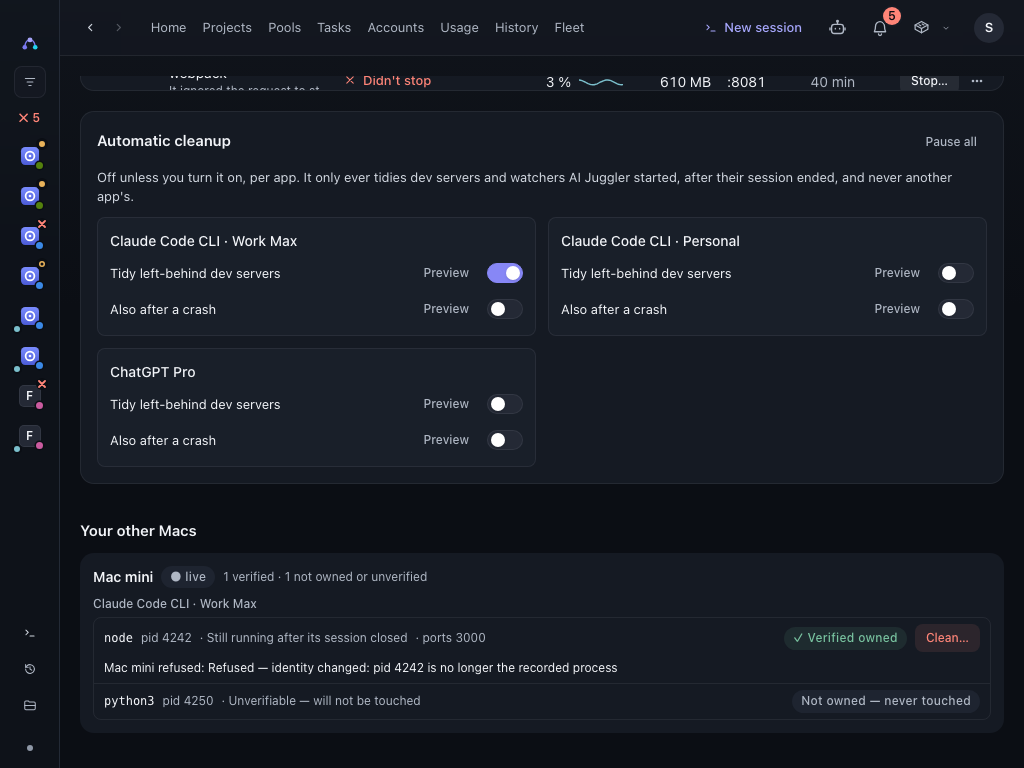 Home Projects Pools Tasks Accounts Usage History Fleet New session 5 S
5
webpack Didn't stop 3 % 610 MB :8081 40 min Stop...
It ignored the request to st
Automatic cleanup Pause all
Off unless you turn it on, per app. It only ever tidies dev servers and watchers AI Juggler started, after their session ended, and never another
app's.
Claude Code CLI · Work Max
Tidy left-behind dev servers Preview
Also after a crash Preview
Claude Code CLI · Personal
Tidy left-behind dev servers Preview
Also after a crash Preview
ChatGPT Pro
Tidy left-behind dev servers Preview
Also after a crash Preview
F
F
Your other Macs
Mac mini live 1 verified · 1 not owned or unverified
Claude Code CLI · Work Max
node pid 4242 · Still running after its session closed · ports 3000 ✓ Verified owned Clean...
Mac mini refused: Refused — identity changed: pid 4242 is no longer the recorded process
python3 pid 4250 · Unverifiable — will not be touched Not owned — never touched